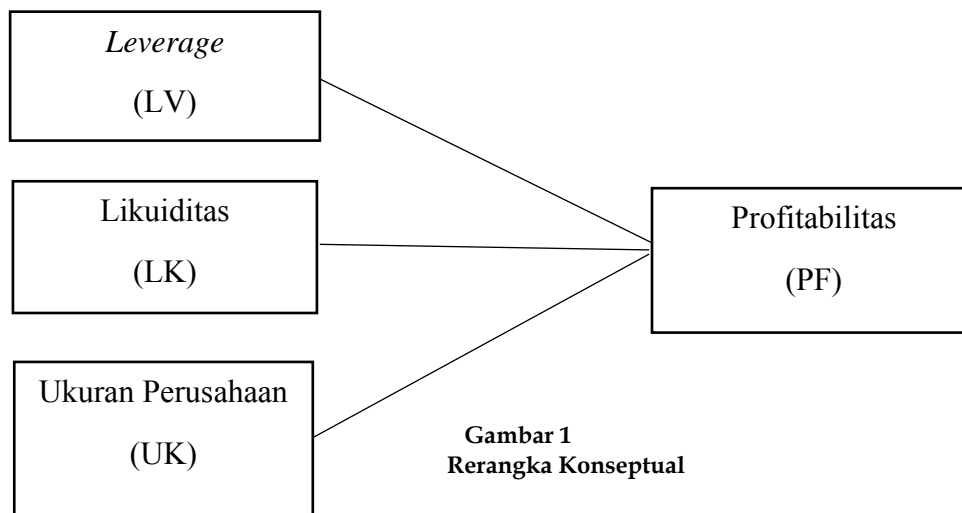 Leverage
(LV)
Likuiditas
(LK)
Ukuran Perusahaan
(UK)
Profitabilitas
(PF)
Gambar 1
Rerangka Konseptual